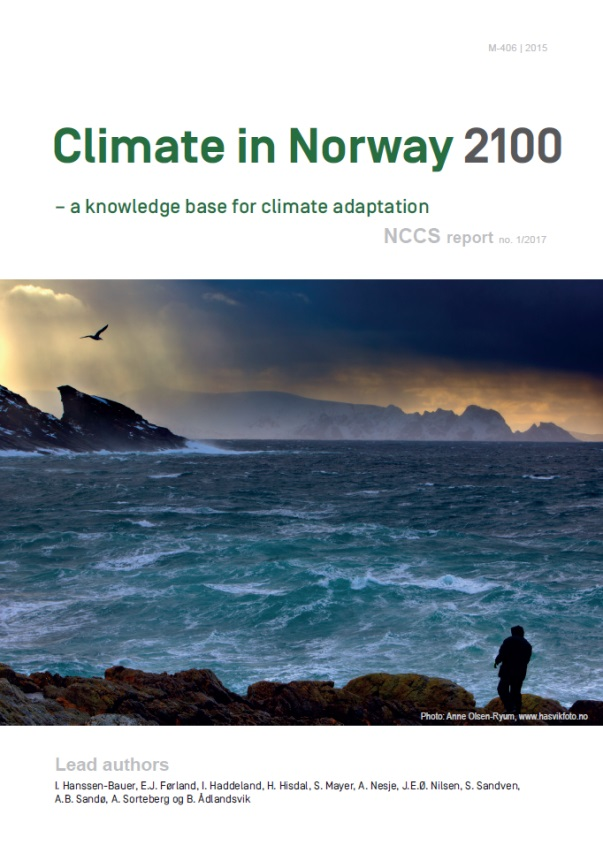 M-406 | 2015
Climate in Norway 2100
– a knowledge base for climate adaptation
NCCS report no. 1/2017
Photo: Anne Olsen-Ryum, www.hasvikfoto.no
Lead authors
I. Hanssen-Bauer, E.J. Førland, I. Haddeland, H. Hisdal, S. Mayer, A. Nesje, J.E.Ø. Nilsen, S. Sandven,
A.B. Sandø, A. Sorteberg og B. Ådlandsvik